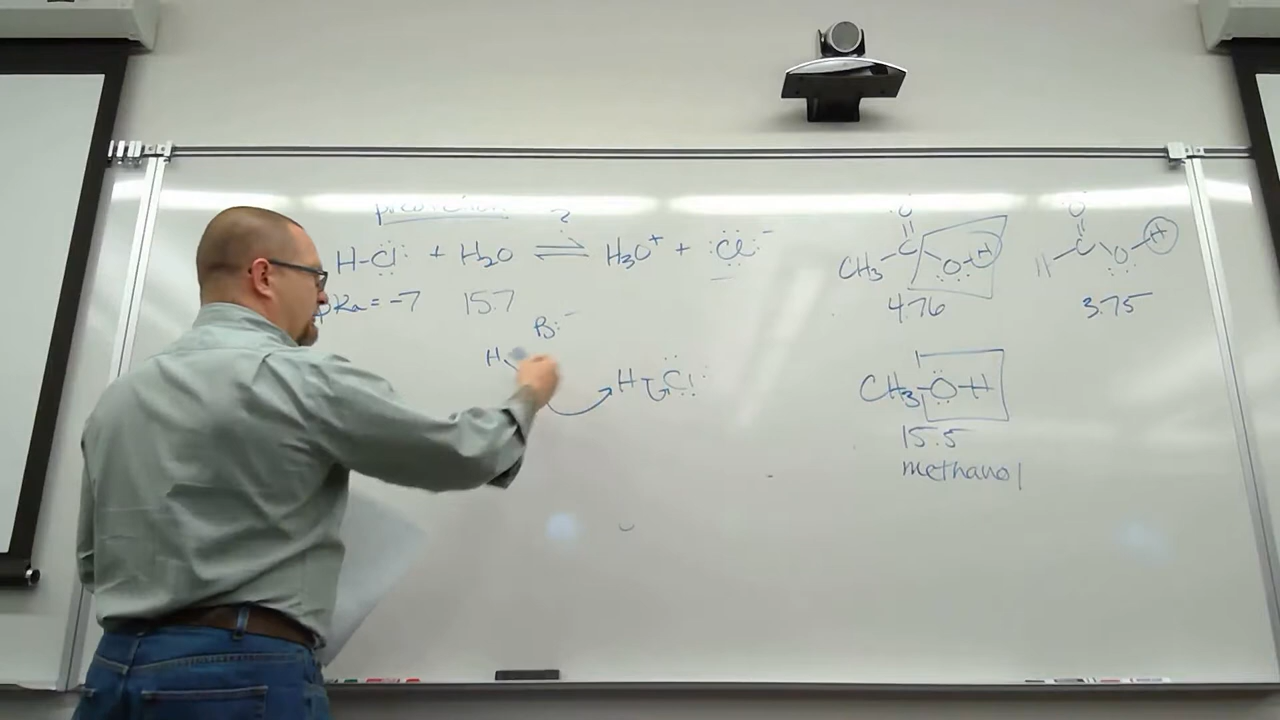 ?
H-Cl: + H₂O ⇌ H₃O⁺ + :Cl:⁻
pKa = -7 15.7
B:⁻
H
H Cl:
O
||
CH₃ C O-H
4.76
O
||
C O-H
3.75
CH₃-O-H
15.5
methanol